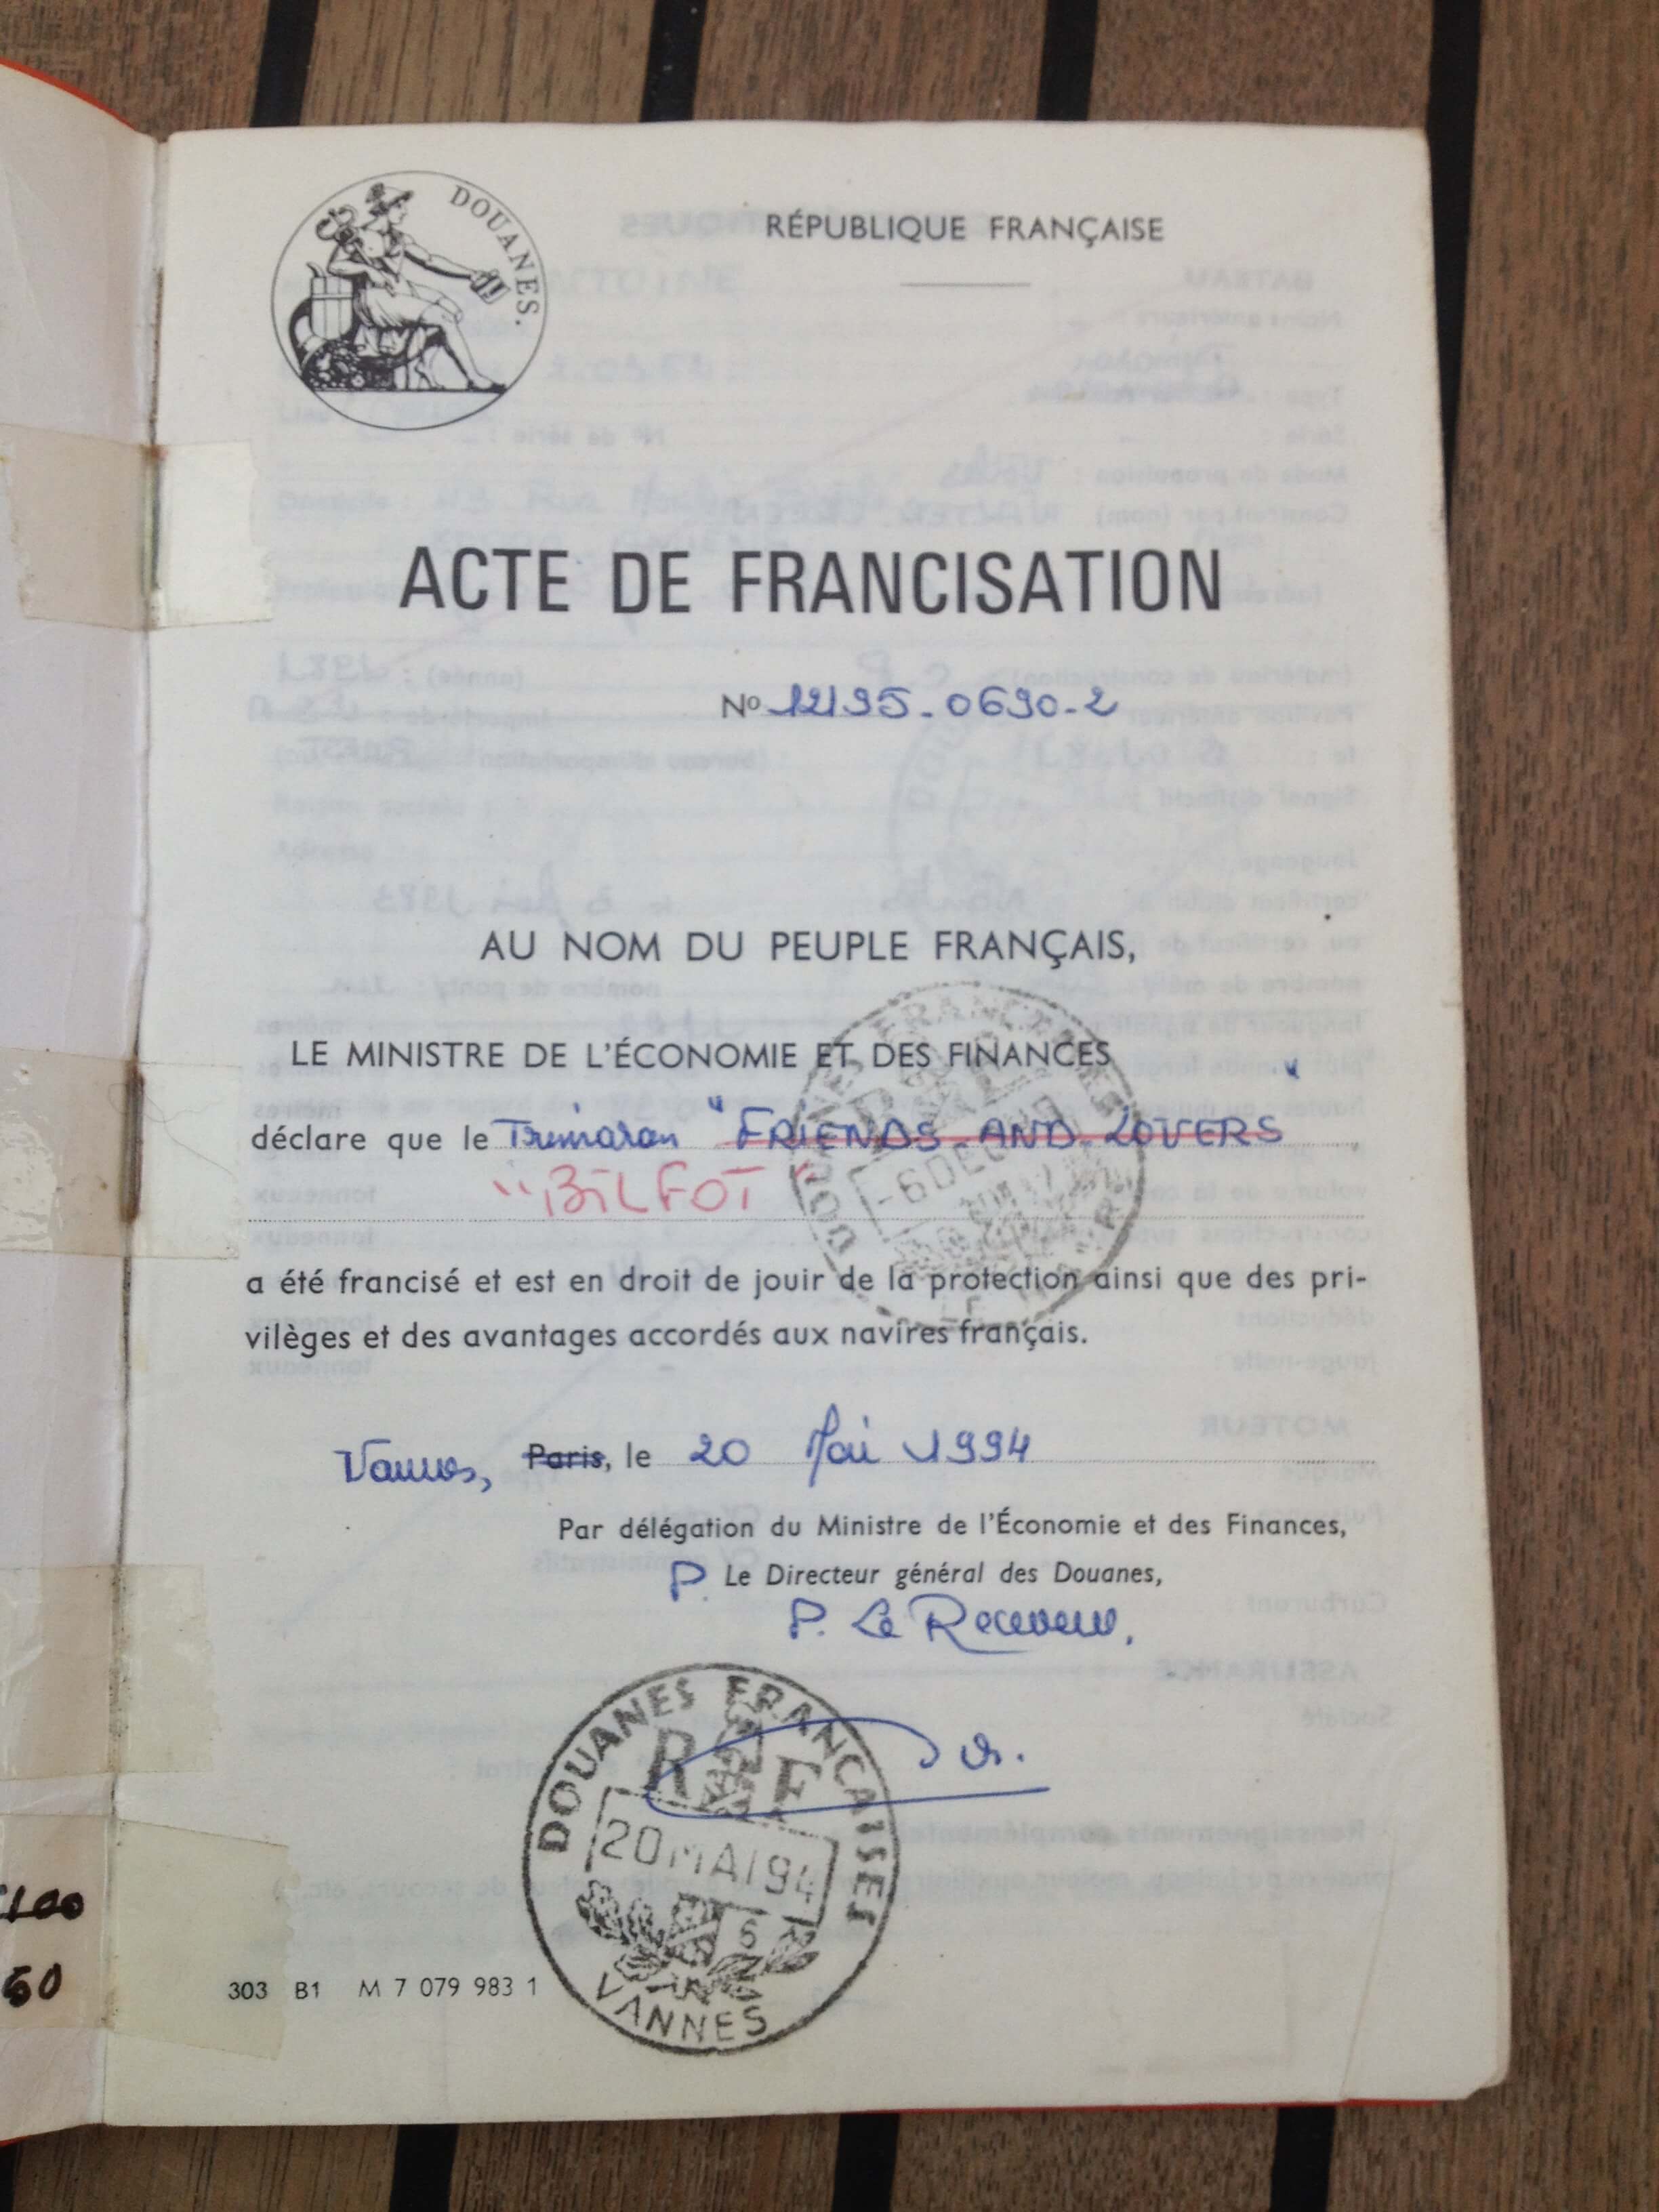 DOUANES.
RÉPUBLIQUE FRANÇAISE
ACTE DE FRANCISATION
No 12195-0690-2
AU NOM DU PEUPLE FRANÇAIS,
LE MINISTRE DE L'ÉCONOMIE ET DES FINANCES
déclare que le Trimaran "FRIENDS AND LOVERS"
"BILFOT"
a été francisé et est en droit de jouir de la protection ainsi que des pri-
vilèges et des avantages accordés aux navires français.
Vannes, Paris, le 20 Mai 1994
Par délégation du Ministre de l'Économie et des Finances,
P. Le Directeur général des Douanes,
P. Le Receveur,
DOUANES FRANCAISES
R F
20 MAI 94
6
VANNES
303 B1 M 7 079 983 1
50